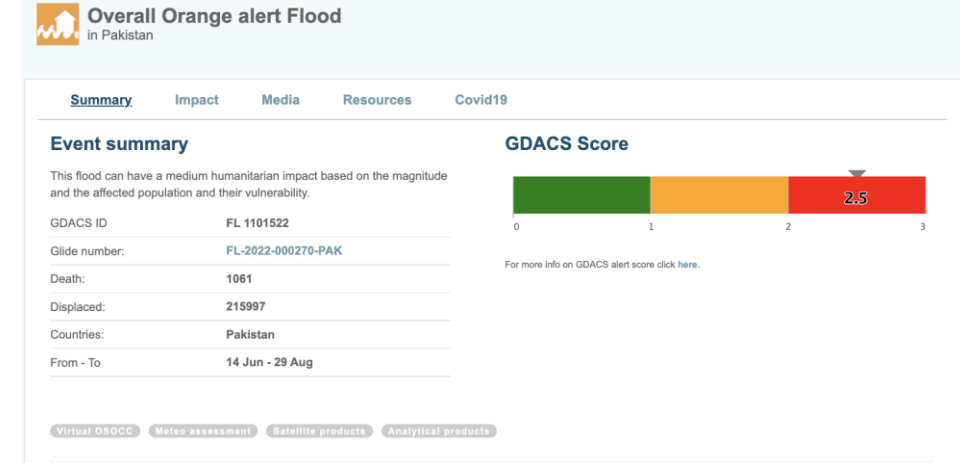 Overall Orange alert Flood
in Pakistan
Summary Impact Media Resources Covid19
Event summary
This flood can have a medium humanitarian impact based on the magnitude
and the affected population and their vulnerability.
GDACS ID FL 1101522
Glide number: FL-2022-000270-PAK
Death: 1061
Displaced: 215997
Countries: Pakistan
From - To 14 Jun - 29 Aug
GDACS Score
2.5
0 1 2 3
For more info on GDACS alert score click here.
Virtual OSOCC Meteo assessment Satellite products Analytical products